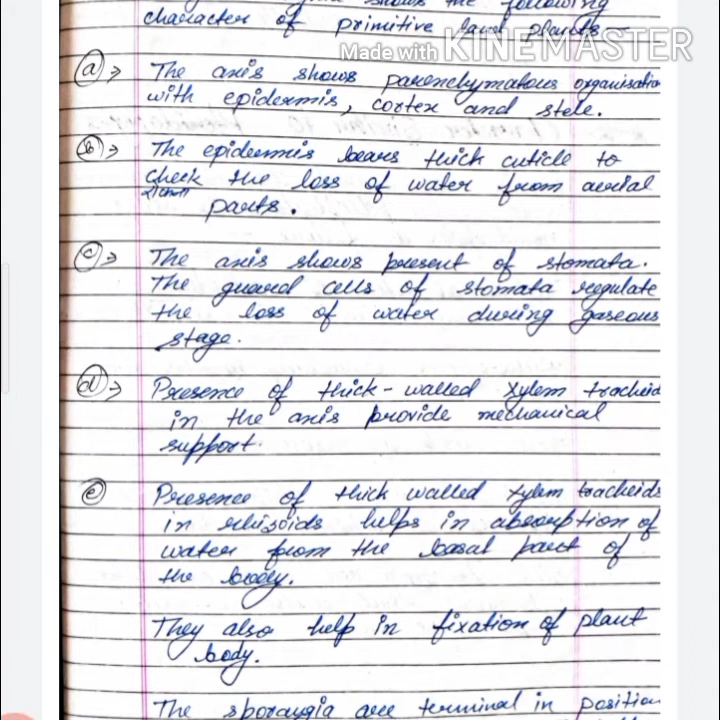 shows the following
character of primitive land plants -
Made with KINEMASTER
(a) → The axis shows parenchymatous organisation
with epidermis, cortex and stele.
(b) → The epidermis bears thick cuticle to
check the loss of water from aerial
parts.
(c) → The axis shows present of stomata.
The guard cells of stomata regulate
the loss of water during gaseous
stage.
(d) → Presence of thick-walled xylem tracheid
in the axis provide mechanical
support.
(e) Presence of thick walled xylem tracheids
in rhizoids helps in absorption of
water from the basal part of
the body.
They also help in fixation of plant
body.
The sporangia are terminal in position